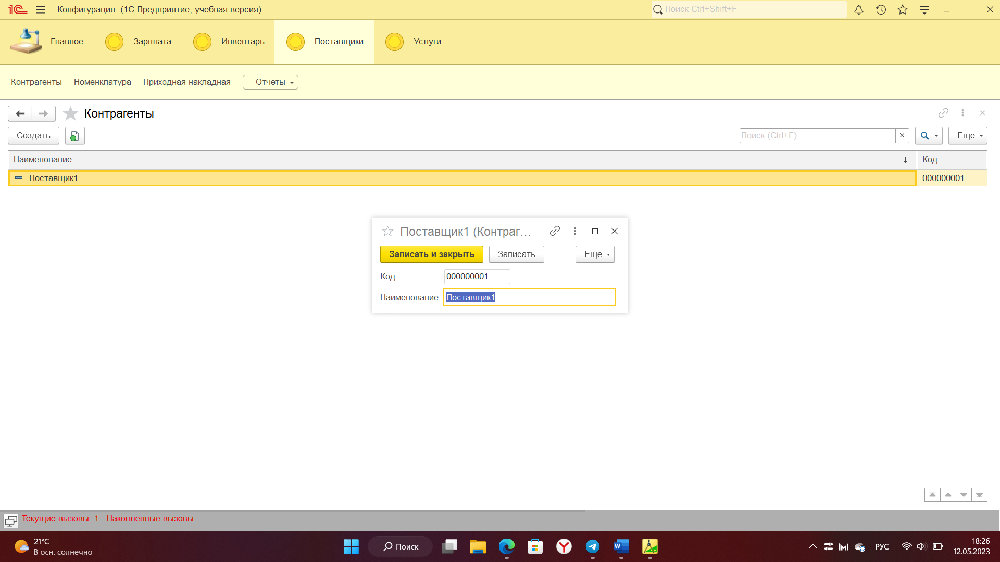 Конфигурация (1С:Предприятие, учебная версия)
Поиск Ctrl+Shift+F
Главное
Зарплата
Инвентарь
Поставщики
Услуги
Контрагенты
Номенклатура
Приходная накладная
Отчеты
Контрагенты
Создать
Поиск (Ctrl+F)
Еще
Наименование
Код
Поставщик1
000000001
Поставщик1 (Контраг...
Записать и закрыть
Записать
Еще
Код:
000000001
Наименование:
Поставщик1
Текущие вызовы: 1 Накопленные вызовы...
21°C
В осн. солнечно
Поиск
РУС
18:26
12.05.2023